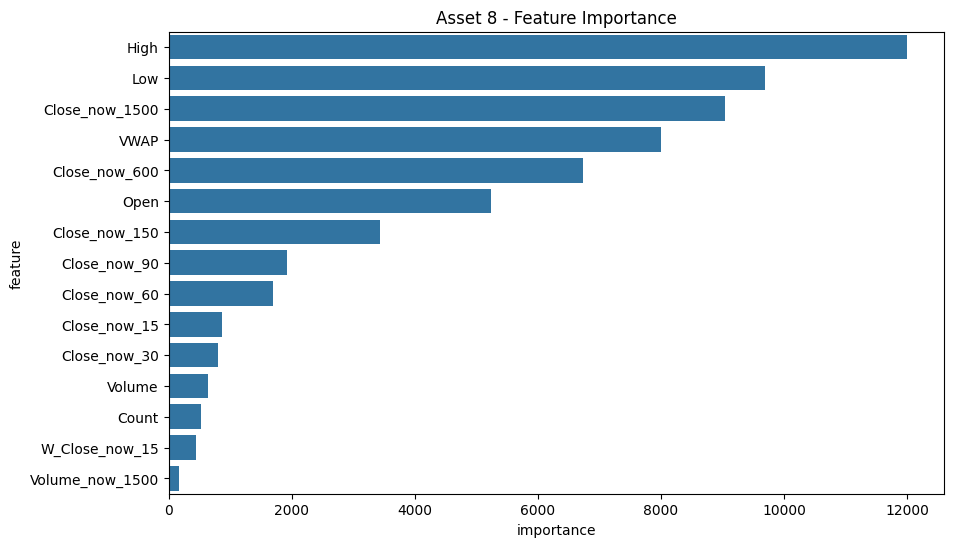 Asset 8 - Feature Importance
feature
High
Low
Close_now_1500
VWAP
Close_now_600
Open
Close_now_150
Close_now_90
Close_now_60
Close_now_15
Close_now_30
Volume
Count
W_Close_now_15
Volume_now_1500
0 2000 4000 6000 8000 10000 12000
importance